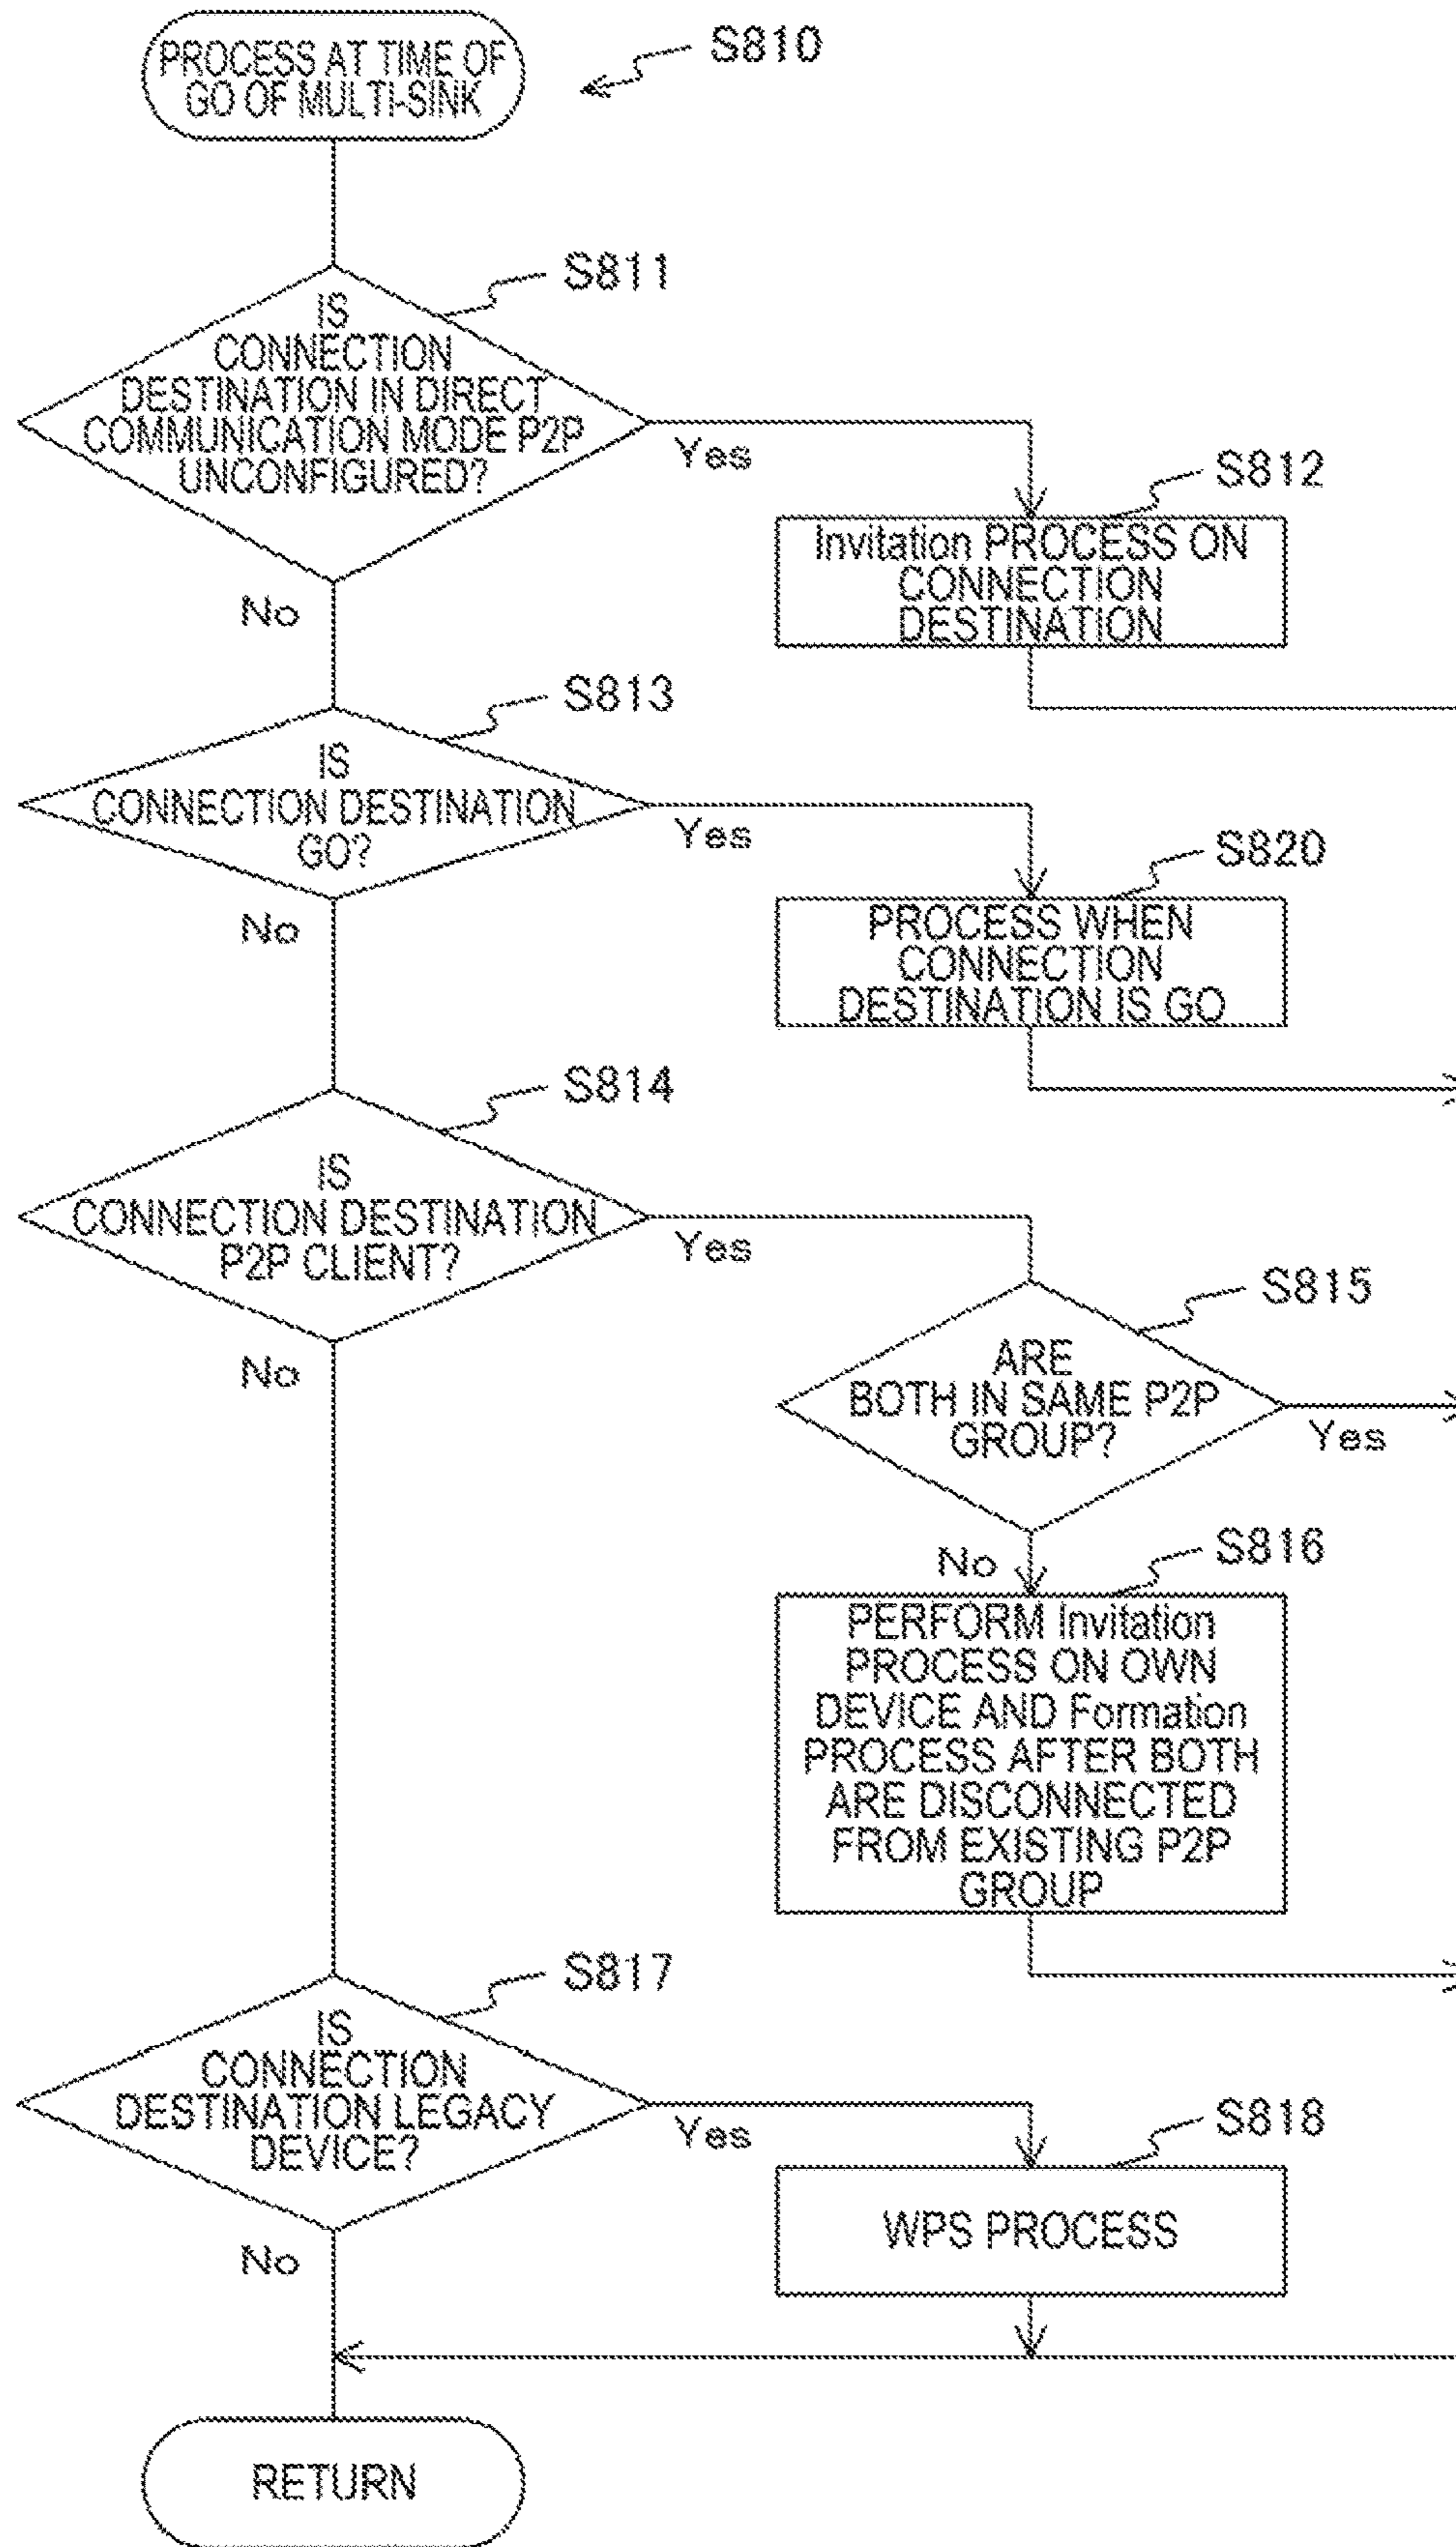 PROCESS AT TIME OF
GO OF MULTI-SINK
S810
S811
IS
CONNECTION
DESTINATION IN DIRECT
COMMUNICATION MODE P2P
UNCONFIGURED?
Yes
No
S812
Invitation PROCESS ON
CONNECTION
DESTINATION
S813
IS
CONNECTION DESTINATION
GO?
Yes
No
S820
PROCESS WHEN
CONNECTION
DESTINATION IS GO
S814
IS
CONNECTION DESTINATION
P2P CLIENT?
Yes
No
S815
ARE
BOTH IN SAME P2P
GROUP?
Yes
No
S816
PERFORM Invitation
PROCESS ON OWN
DEVICE AND Formation
PROCESS AFTER BOTH
ARE DISCONNECTED
FROM EXISTING P2P
GROUP
S817
IS
CONNECTION
DESTINATION LEGACY
DEVICE?
Yes
No
S818
WPS PROCESS
RETURN